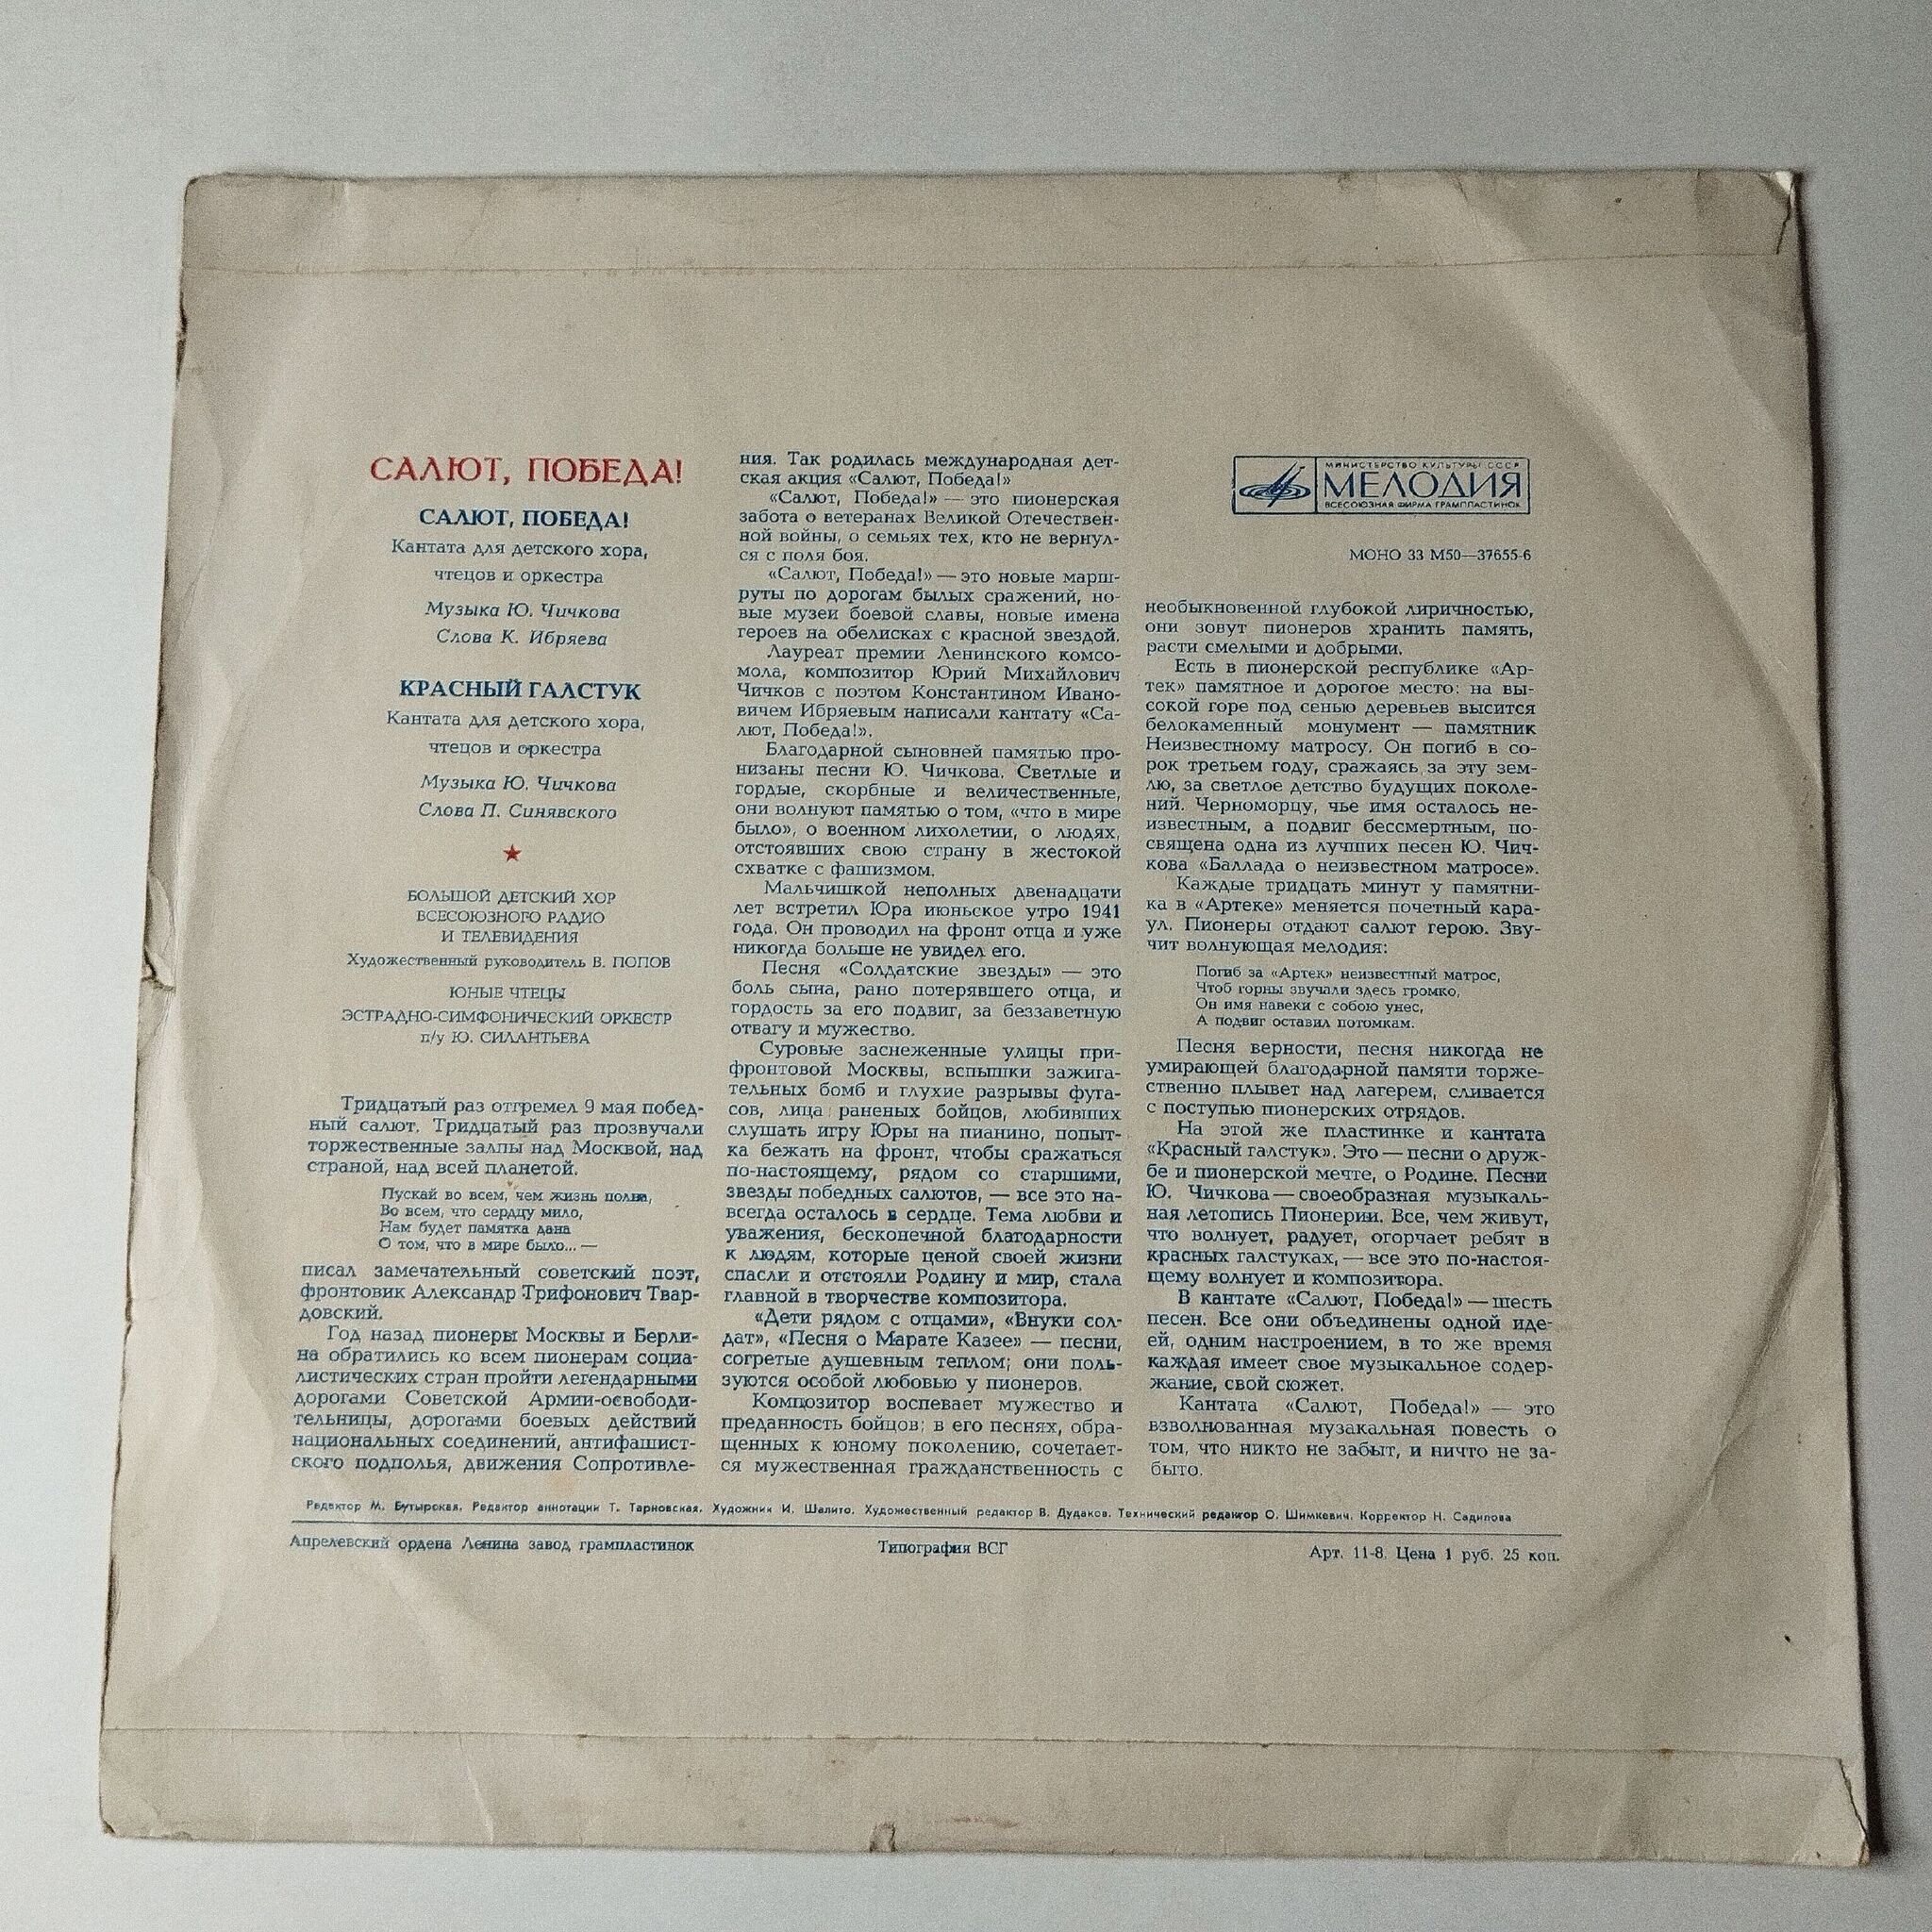 САЛЮТ, ПОБЕДА!
САЛЮТ, ПОБЕДА!
Кантата для детского хора,
чтецов и оркестра
Музыка Ю. Чичкова
Слова К. Ибряева
КРАСНЫЙ ГАЛСТУК
Кантата для детского хора,
чтецов и оркестра
Музыка Ю. Чичкова
Слова П. Синявского
БОЛЬШОЙ ДЕТСКИЙ ХОР
ВСЕСОЮЗНОГО РАДИО
И ТЕЛЕВИДЕНИЯ
Художественный руководитель В. ПОПОВ
ЮНЫЕ ЧТЕЦЫ
ЭСТРАДНО-СИМФОНИЧЕСКИЙ ОРКЕСТР
п/у Ю. СИЛАНТЬЕВА
Тридцатый раз отгремел 9 мая побед-
ный салют. Тридцатый раз прозвучали
торжественные залпы над Москвой, над
страной, над всей планетой.
Пускай во всем, чем жизнь полна,
Во всем, что сердцу мило,
Нам будет памятка дана
О том, что в мире было... —
писал замечательный советский поэт,
фронтовик Александр Трифонович Твар-
довский.
Год назад пионеры Москвы и Берли-
на обратились ко всем пионерам социа-
листических стран пройти легендарными
дорогами Советской Армии-освободи-
тельницы, дорогами боевых действий
национальных соединений, антифашист-
ского подполья, движения Сопротивле-
ния. Так родилась международная дет-
ская акция «Салют, Победа!»
«Салют, Победа!» — это пионерская
забота о ветеранах Великой Отечествен-
ной войны, о семьях тех, кто не вернул-
ся с поля боя.
«Салют, Победа!» — это новые марш-
руты по дорогам былых сражений, но-
вые музеи боевой славы, новые имена
героев на обелисках с красной звездой.
Лауреат премии Ленинского комсо-
мола, композитор Юрий Михайлович
Чичков с поэтом Константином Ивано-
вичем Ибряевым написали кантату «Са-
лют, Победа!».
Благодарной сыновней памятью про-
низаны песни Ю. Чичкова. Светлые и
гордые, скорбные и величественные,
они волнуют памятью о том, «что в мире
было», о военном лихолетии, о людях,
отстоявших свою страну в жестокой
схватке с фашизмом.
Мальчишкой неполных двенадцати
лет встретил Юра июньское утро 1941
года. Он проводил на фронт отца и уже
никогда больше не увидел его.
Песня «Солдатские звезды» — это
боль сына, рано потерявшего отца, и
гордость за его подвиг, за беззаветную
отвагу и мужество.
Суровые заснеженные улицы при-
фронтовой Москвы, вспышки зажига-
тельных бомб и глухие разрывы фуга-
сов, лица раненых бойцов, любивших
слушать игру Юры на пианино, попыт-
ка бежать на фронт, чтобы сражаться
по-настоящему, рядом со старшими,
звезды победных салютов, — все это на-
всегда осталось в сердце. Тема любви и
уважения, бесконечной благодарности
к людям, которые ценой своей жизни
спасли и отстояли Родину и мир, стала
главной в творчестве композитора.
«Дети рядом с отцами», «Внуки сол-
дат», «Песня о Марате Казее» — песни,
согретые душевным теплом; они поль-
зуются особой любовью у пионеров.
Композитор воспевает мужество и
преданность бойцов; в его песнях, обра-
щенных к юному поколению, сочетает-
ся мужественная гражданственность с
МИНИСТЕРСТВО КУЛЬТУРЫ СССР
МЕЛОДИЯ
ВСЕСОЮЗНАЯ ФИРМА ГРАМПЛАСТИНОК
МОНО 33 М50—37655-6
необыкновенной глубокой лиричностью,
они зовут пионеров хранить память,
расти смелыми и добрыми.
Есть в пионерской республике «Ар-
тек» памятное и дорогое место: на вы-
сокой горе под сенью деревьев высится
белокаменный монумент — памятник
Неизвестному матросу. Он погиб в со-
рок третьем году, сражаясь за эту зем-
лю, за светлое детство будущих поколе-
ний. Черноморцу, чье имя осталось не-
известным, а подвиг бессмертным, по-
священа одна из лучших песен Ю. Чич-
кова «Баллада о неизвестном матросе».
Каждые тридцать минут у памятни-
ка в «Артеке» меняется почетный кара-
ул. Пионеры отдают салют герою. Зву-
чит волнующая мелодия:
Погиб за «Артек» неизвестный матрос,
Чтоб горны звучали здесь громко,
Он имя навеки с собою унес,
А подвиг оставил потомкам.
Песня верности, песня никогда не
умирающей благодарной памяти торже-
ственно плывет над лагерем, сливается
с поступью пионерских отрядов.
На этой же пластинке и кантата
«Красный галстук». Это — песни о друж-
бе и пионерской мечте, о Родине. Песни
Ю. Чичкова — своеобразная музыкаль-
ная летопись Пионерии. Все, чем живут,
что волнует, радует, огорчает ребят в
красных галстуках, — все это по-настоя-
щему волнует и композитора.
В кантате «Салют, Победа!» — шесть
песен. Все они объединены одной иде-
ей, одним настроением, в то же время
каждая имеет свое музыкальное содер-
жание, свой сюжет.
Кантата «Салют, Победа!» — это
взволнованная музыкальная повесть о
том, что никто не забыт, и ничто не за-
быто.
Редактор М. Бутырская. Редактор аннотации Т. Тарновская. Художник И. Шалито. Художественный редактор В. Дудаков. Технический редактор О. Шимкевич. Корректор Н. Садипова
Апрелевский ордена Ленина завод грампластинок
Типография ВСГ
Арт. 11-8. Цена 1 руб. 25 коп.